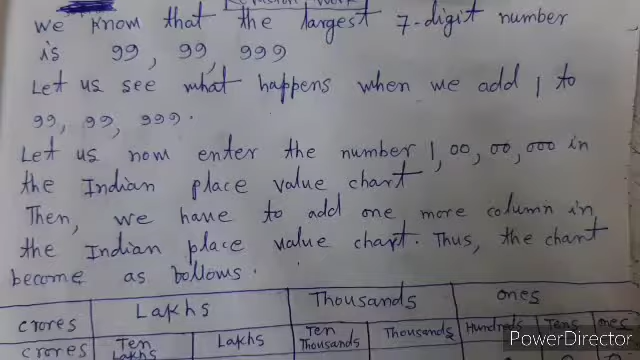 Revision Work
We know that the largest 7-digit number
is 99, 99, 999
Let us see what happens when we add 1 to
99, 99, 999.
Let us now enter the number 1,00,00,000 in
the Indian place value chart
Then, we have to add one more column in
the Indian place value chart. Thus, the chart
become as bollows.
Crores Lakhs Thousands Ones
Crores Ten Lakhs Lakhs Ten Thousands Thousands Hundreds Tens Ones
PowerDirector